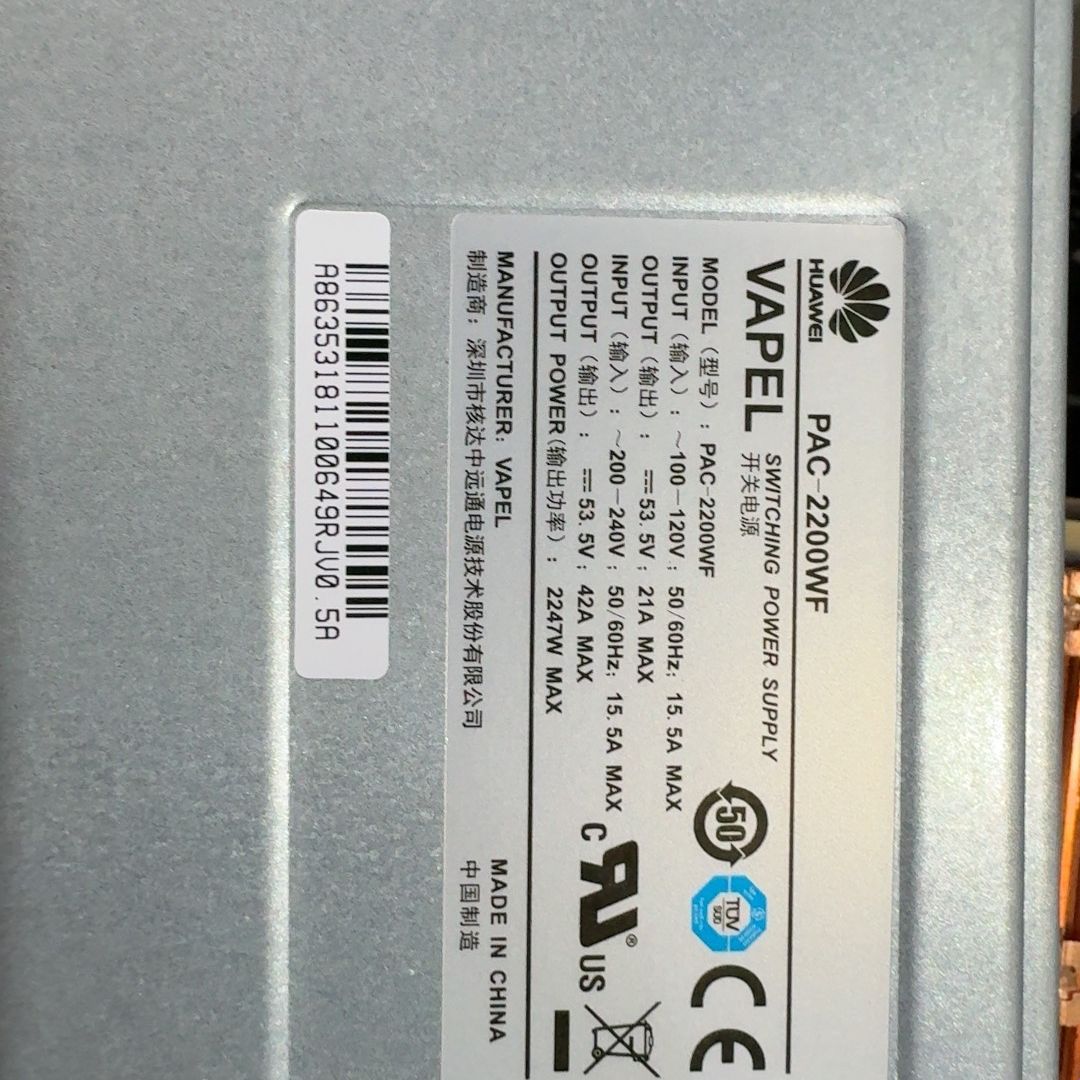 HUAWEI
PAC-2200WF
VAPEL
SWITCHING POWER SUPPLY
开关电源
MODEL（型号）: PAC-2200WF
INPUT（输入）: ～100-120V; 50/60Hz; 15.5A MAX
OUTPUT（输出）: ⎓53.5V; 21A MAX
INPUT（输入）: ～200-240V; 50/60Hz; 15.5A MAX
OUTPUT（输出）: ⎓53.5V; 42A MAX
OUTPUT POWER(输出功率): 2247W MAX
50
TÜV
SÜD
CE
C RU ® US
MANUFACTURER: VAPEL
制造商: 深圳市核达中远通电源技术股份有限公司
MADE IN CHINA
中国制造
A86353181100649RJV0.5A